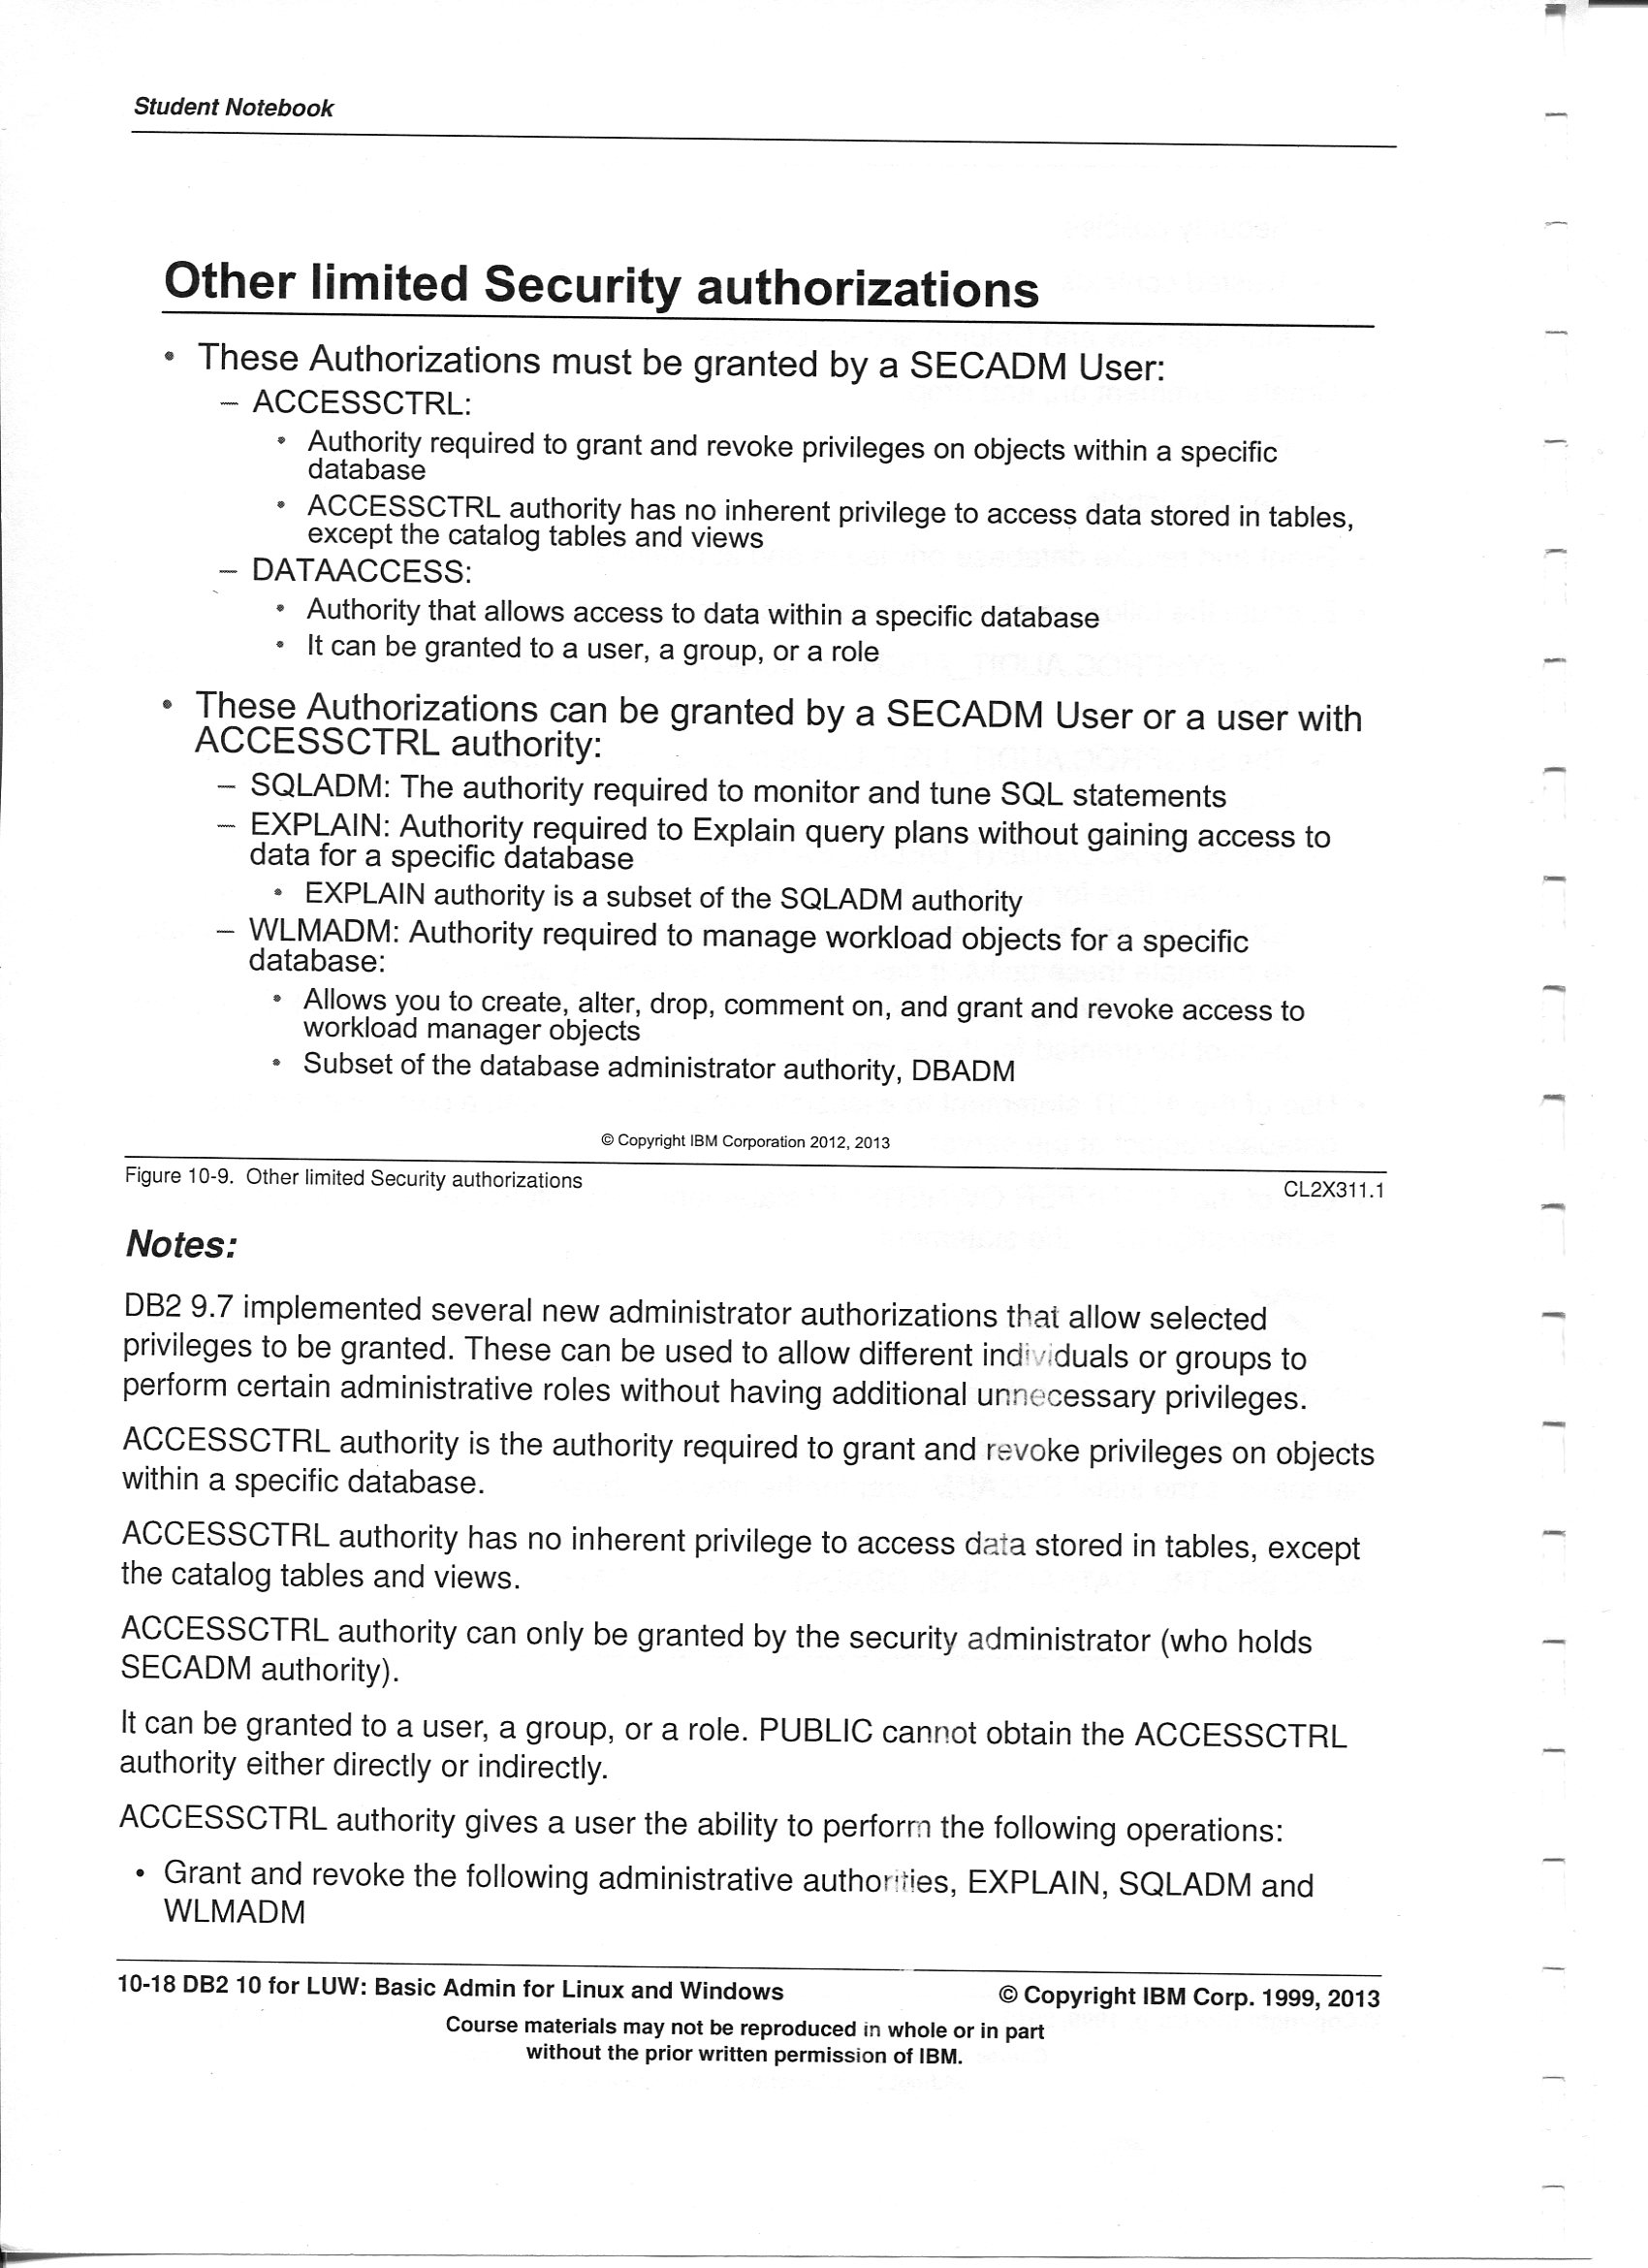 Student Notebook
Other limited Security authorizations
• These Authorizations must be granted by a SECADM User:
– ACCESSCTRL:
• Authority required to grant and revoke privileges on objects within a specific
database
• ACCESSCTRL authority has no inherent privilege to access data stored in tables,
except the catalog tables and views
– DATAACCESS:
• Authority that allows access to data within a specific database
• It can be granted to a user, a group, or a role
• These Authorizations can be granted by a SECADM User or a user with
ACCESSCTRL authority:
– SQLADM: The authority required to monitor and tune SQL statements
– EXPLAIN: Authority required to Explain query plans without gaining access to
data for a specific database
• EXPLAIN authority is a subset of the SQLADM authority
– WLMADM: Authority required to manage workload objects for a specific
database:
• Allows you to create, alter, drop, comment on, and grant and revoke access to
workload manager objects
• Subset of the database administrator authority, DBADM
© Copyright IBM Corporation 2012, 2013
Figure 10-9. Other limited Security authorizations
CL2X311.1
Notes:
DB2 9.7 implemented several new administrator authorizations that allow selected
privileges to be granted. These can be used to allow different individuals or groups to
perform certain administrative roles without having additional unnecessary privileges.
ACCESSCTRL authority is the authority required to grant and revoke privileges on objects
within a specific database.
ACCESSCTRL authority has no inherent privilege to access data stored in tables, except
the catalog tables and views.
ACCESSCTRL authority can only be granted by the security administrator (who holds
SECADM authority).
It can be granted to a user, a group, or a role. PUBLIC cannot obtain the ACCESSCTRL
authority either directly or indirectly.
ACCESSCTRL authority gives a user the ability to perform the following operations:
• Grant and revoke the following administrative authorities, EXPLAIN, SQLADM and
WLMADM
10-18 DB2 10 for LUW: Basic Admin for Linux and Windows
© Copyright IBM Corp. 1999, 2013
Course materials may not be reproduced in whole or in part
without the prior written permission of IBM.